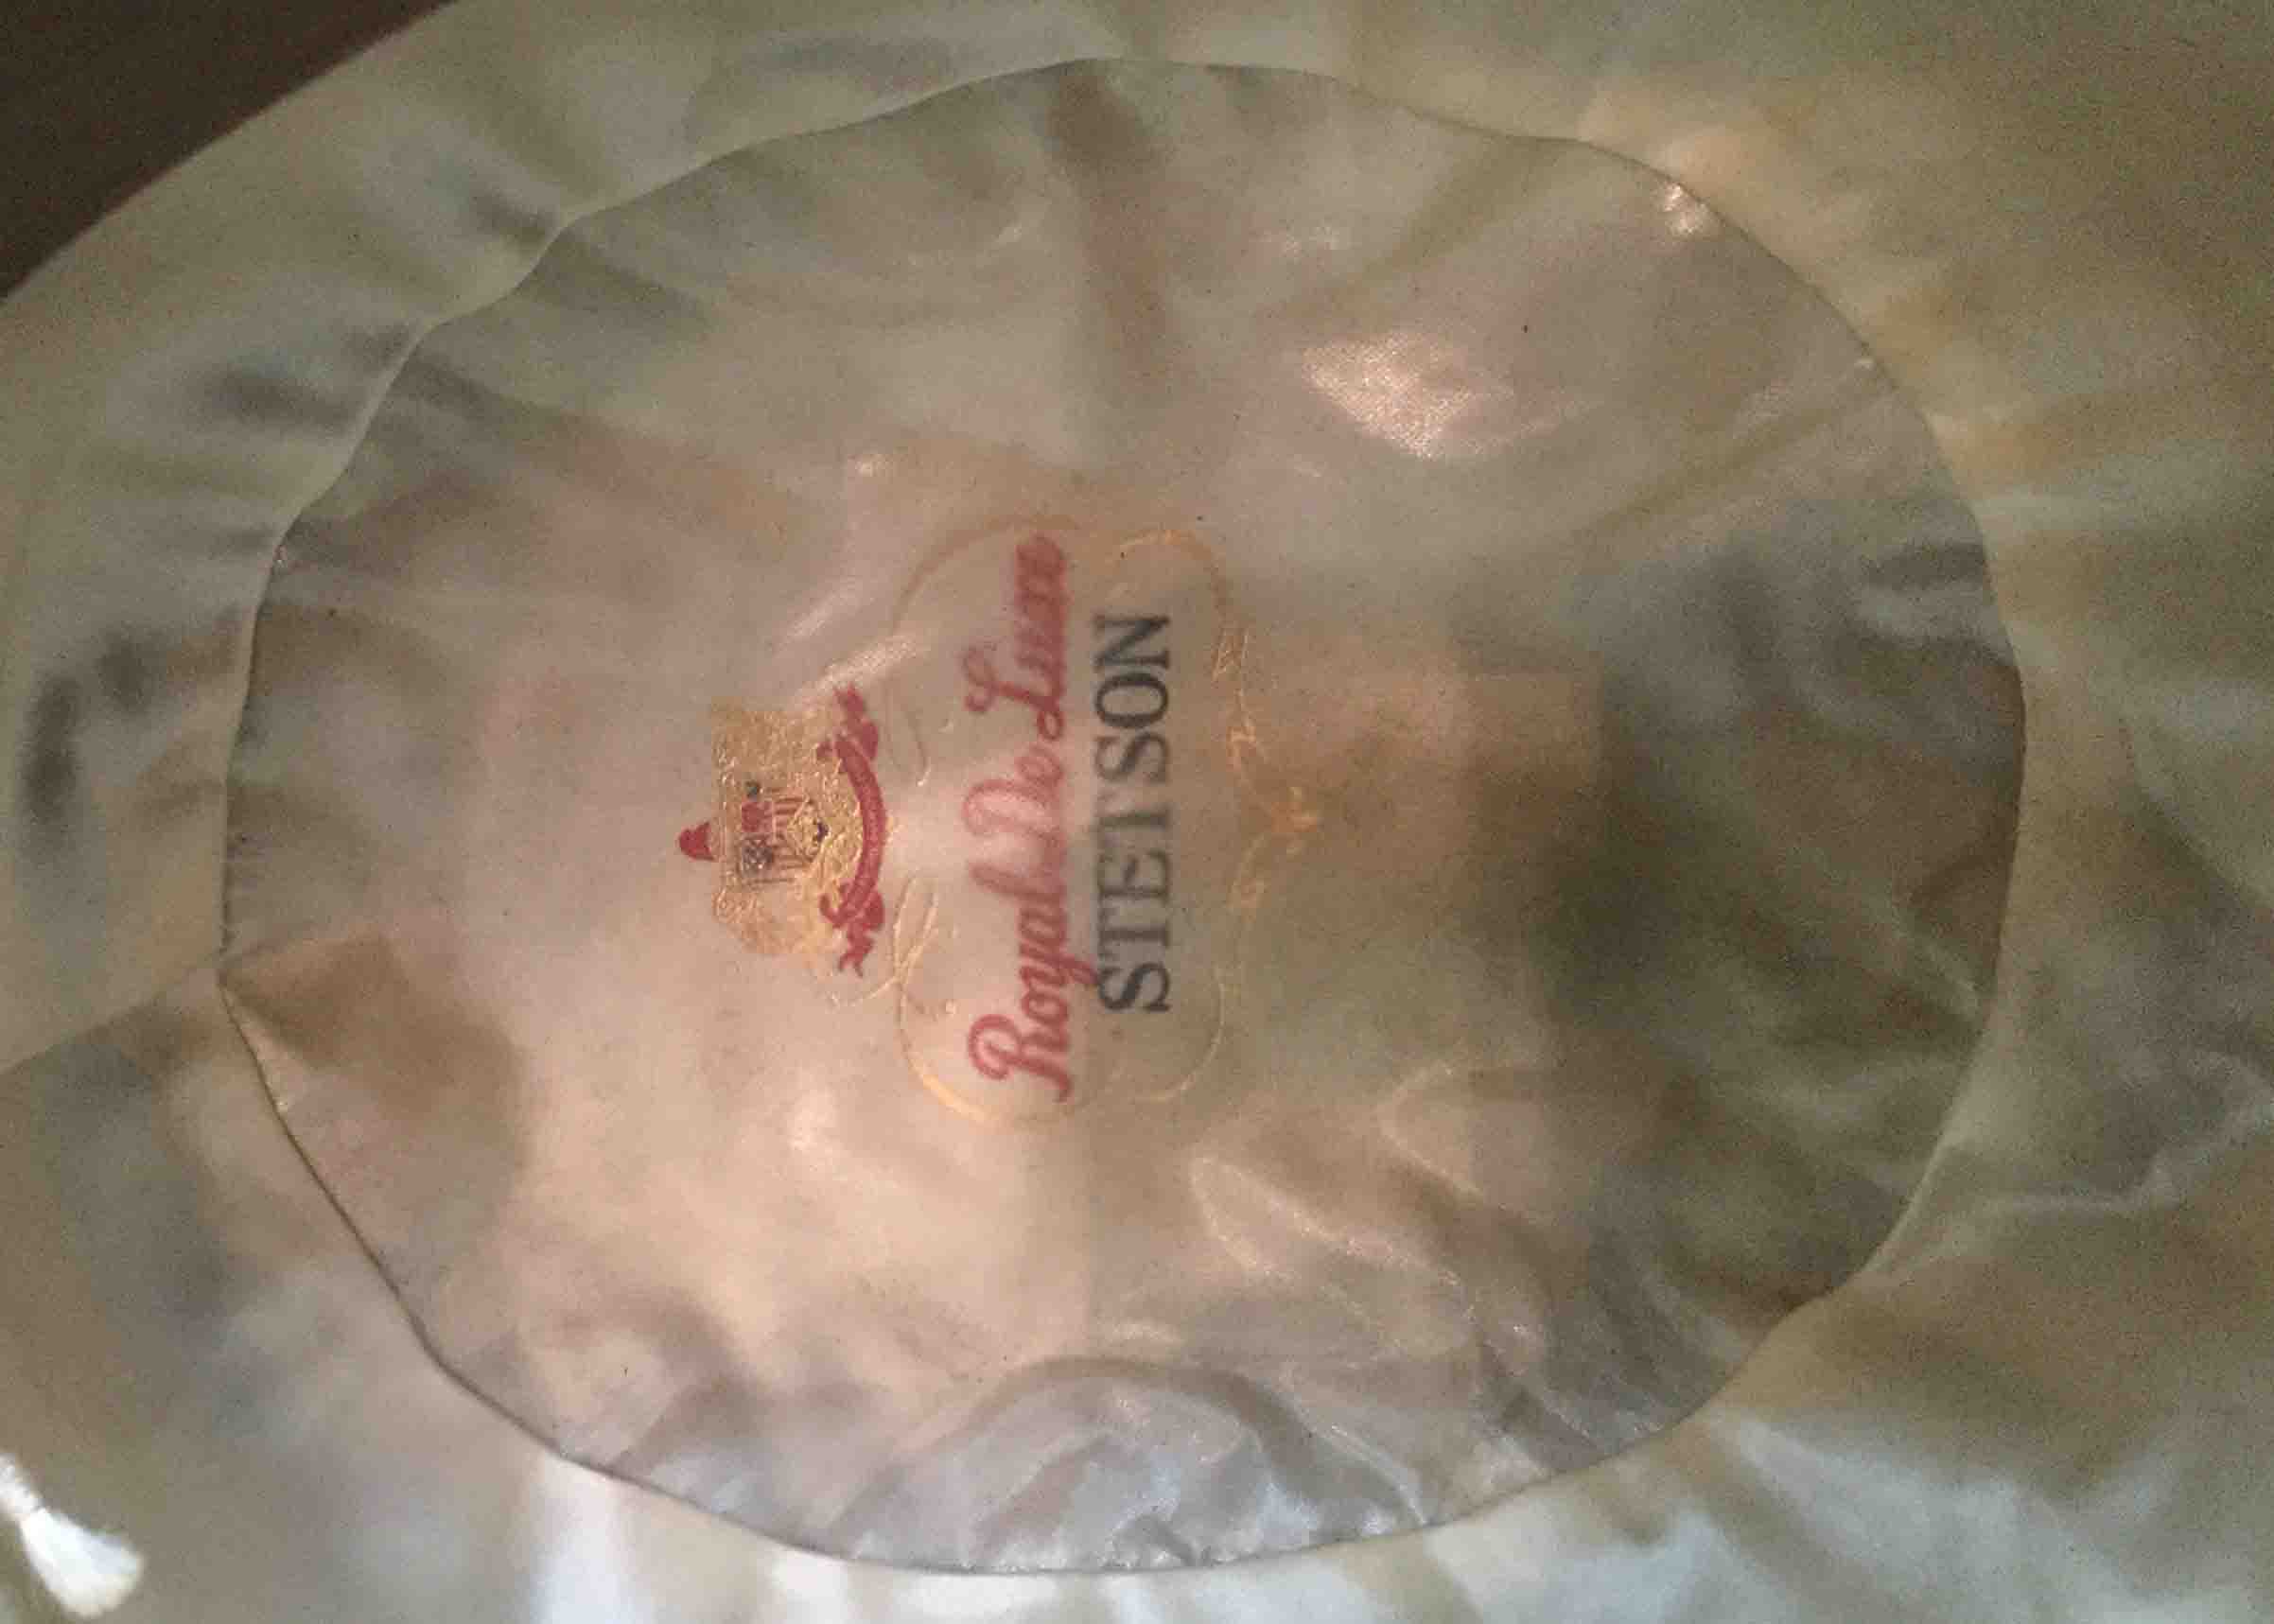 Royal De Luxe
STETSON